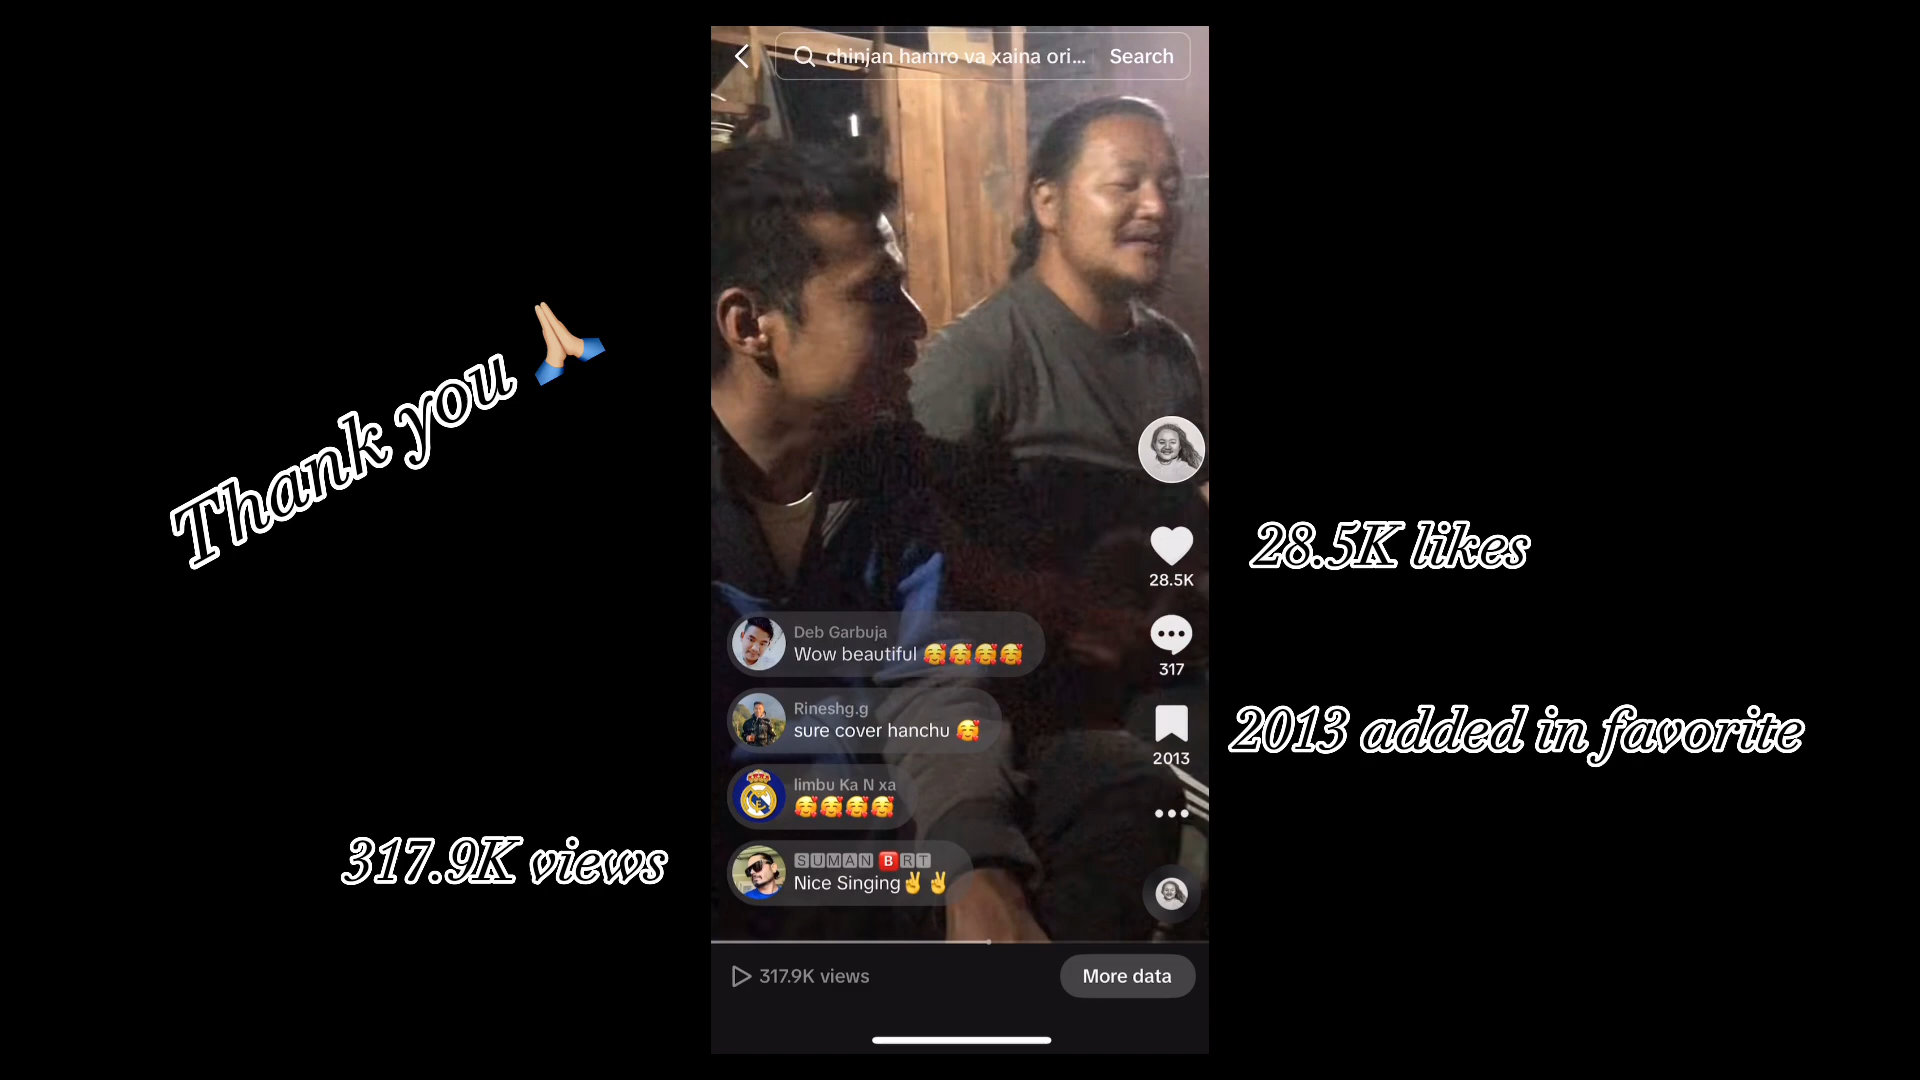 chinjan hamro va xaina ori... Search
Thank you 🙏🏼
28.5K
28.5K likes
Deb Garbuja
Wow beautiful 🥰🥰🥰🥰
317
Rineshg.g
sure cover hanchu 🥰
2013
2013 added in favorite
limbu Ka N xa
🥰🥰🥰🥰
🅂🅄🄼🄰🄽 🅱🅁🅃
Nice Singing✌️✌️
317.9K views
317.9K views
More data